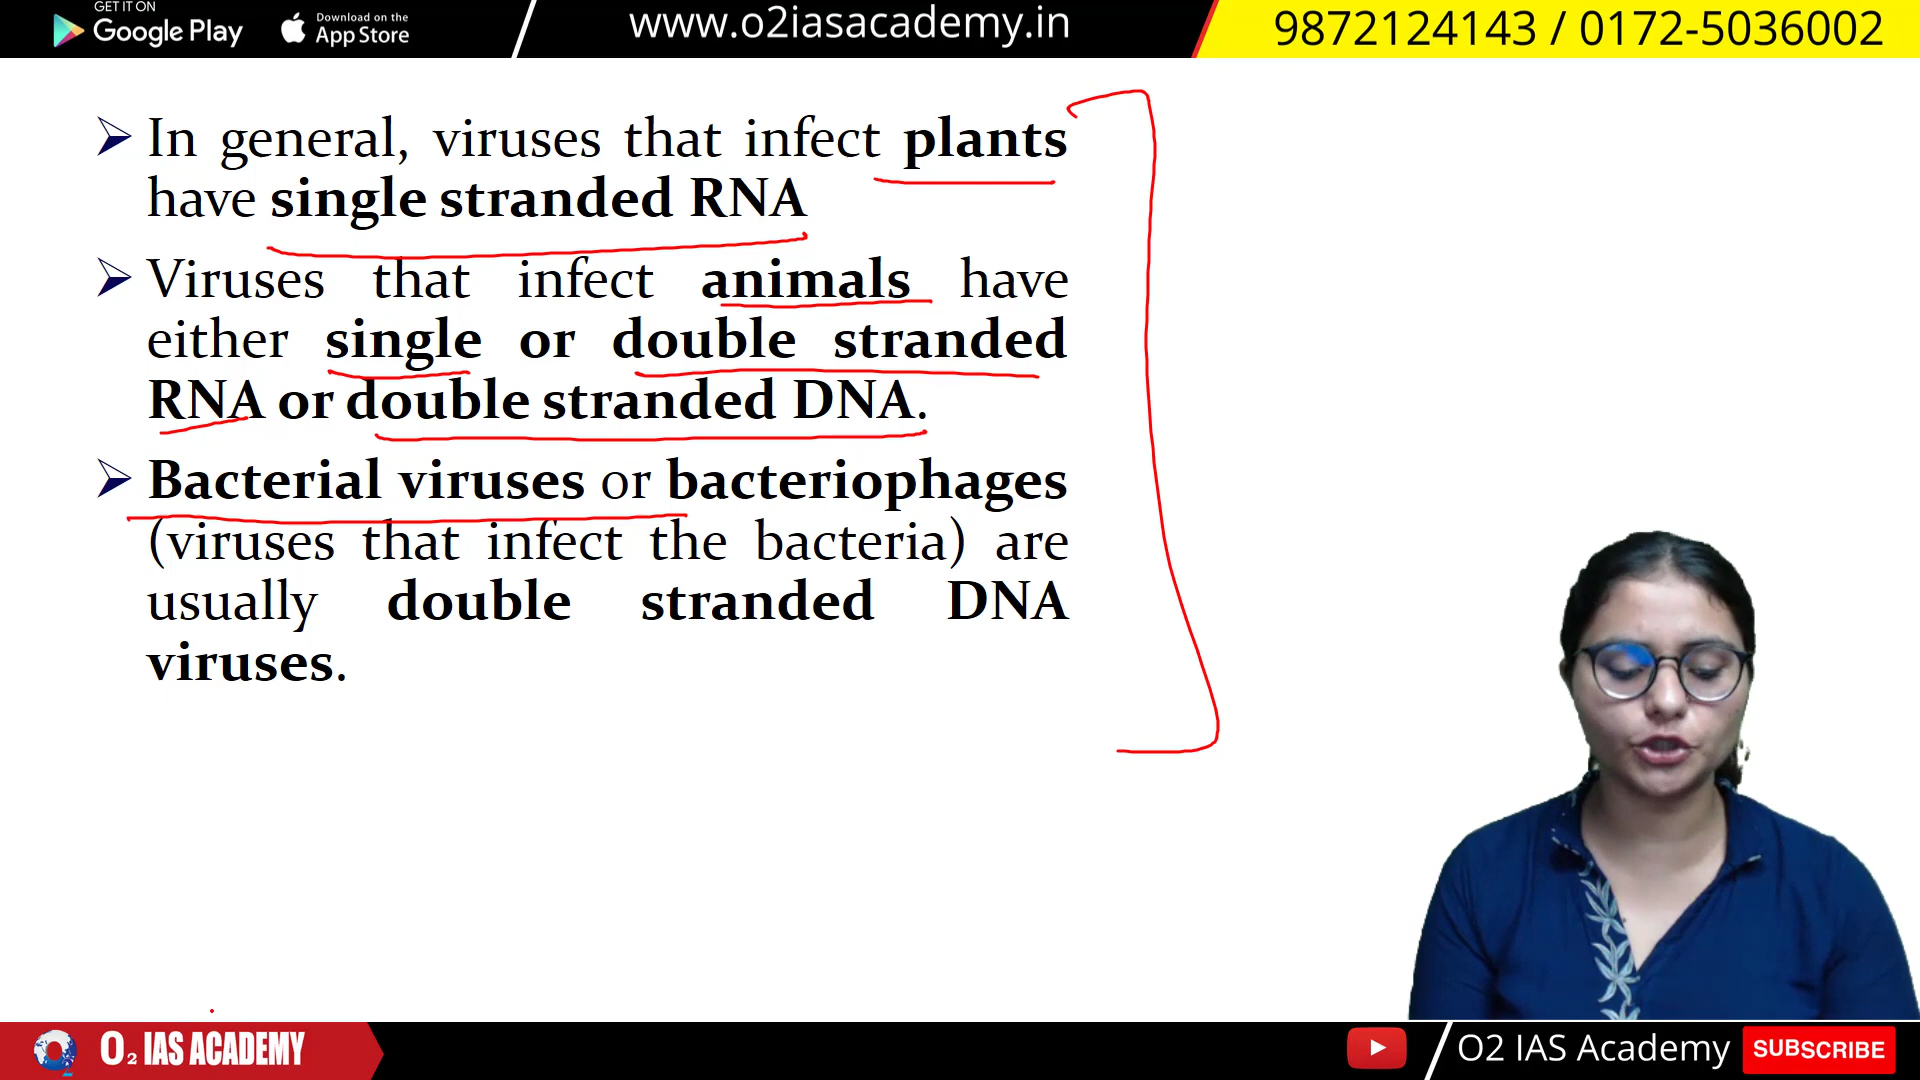 GET IT ON
Google Play
Download on the
App Store
www.o2iasacademy.in
9872124143 / 0172-5036002
➢ In general, viruses that infect plants
have single stranded RNA
➢ Viruses that infect animals have
either single or double stranded
RNA or double stranded DNA.
➢ Bacterial viruses or bacteriophages
(viruses that infect the bacteria) are
usually double stranded DNA
viruses.
O₂ IAS ACADEMY
O2 IAS Academy
SUBSCRIBE